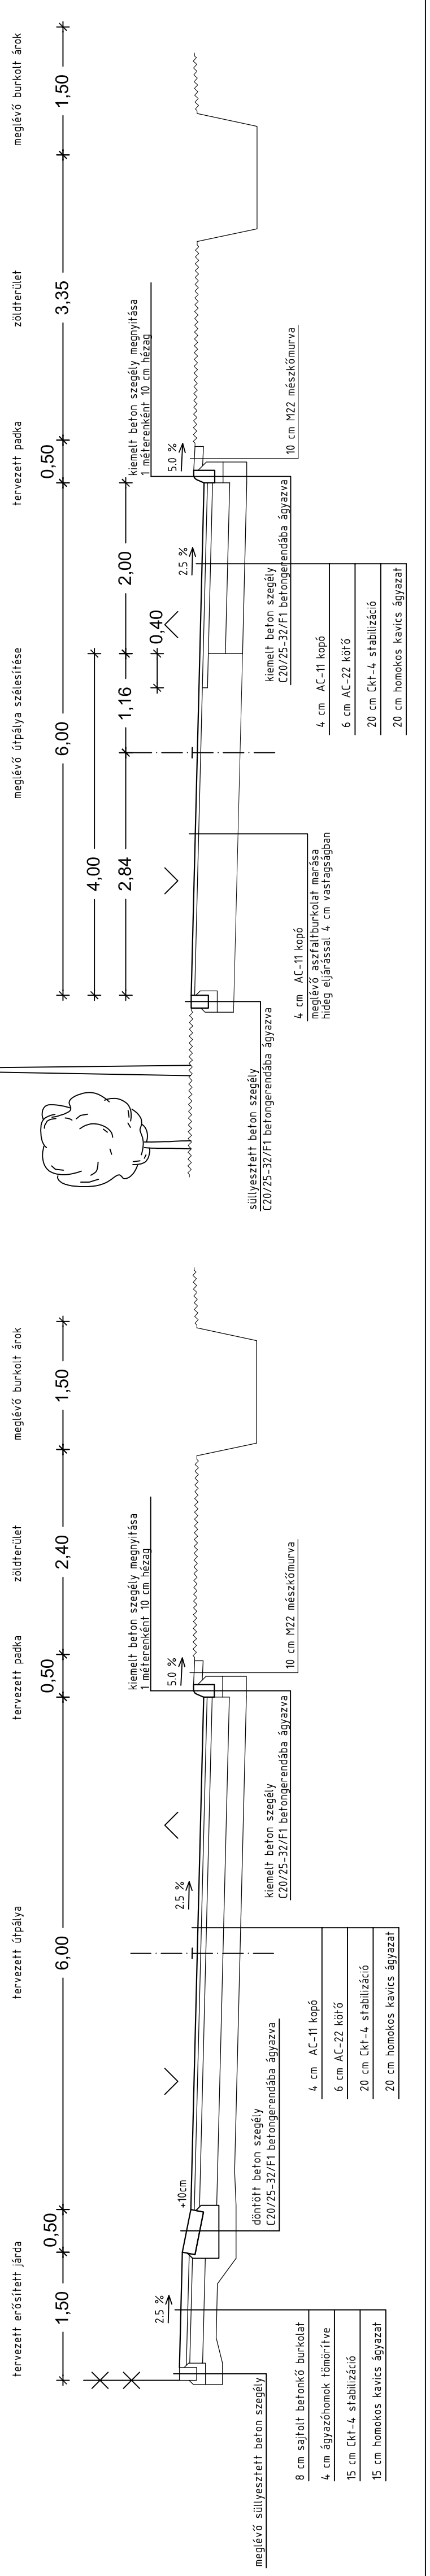 tervezett erősített járda
tervezett útpálya
tervezett padka
zöldterület
meglévő burkolt árok
1,50
0,50
6,00
0,50
2,40
1,50
kiemelt beton szegély megnyitása
1 méterenként 10 cm hézag
2.5 %
+10cm
2.5 %
5.0 %
10 cm M22 mészkőmurva
döntött beton szegély
C20/25-32/F1 betongerendába ágyazva
kiemelt beton szegély
C20/25-32/F1 betongerendába ágyazva
meglévő süllyesztett beton szegély
8 cm sajtolt betonkő burkolat
4 cm ágyazóhomok tömörítve
15 cm Ckt-4 stabilizáció
15 cm homokos kavics ágyazat
4 cm AC-11 kopó
6 cm AC-22 kötő
20 cm Ckt-4 stabilizáció
20 cm homokos kavics ágyazat
meglévő útpálya szélesítése
tervezett padka
zöldterület
meglévő burkolt árok
6,00
0,50
3,35
1,50
4,00
2,84
1,16
2,00
0,40
kiemelt beton szegély megnyitása
1 méterenként 10 cm hézag
2.5 %
5.0 %
10 cm M22 mészkőmurva
süllyesztett beton szegély
C20/25-32/F1 betongerendába ágyazva
kiemelt beton szegély
C20/25-32/F1 betongerendába ágyazva
4 cm AC-11 kopó
meglévő aszfaltburkolat marása
hideg eljárással 4 cm vastagságban
4 cm AC-11 kopó
6 cm AC-22 kötő
20 cm Ckt-4 stabilizáció
20 cm homokos kavics ágyazat